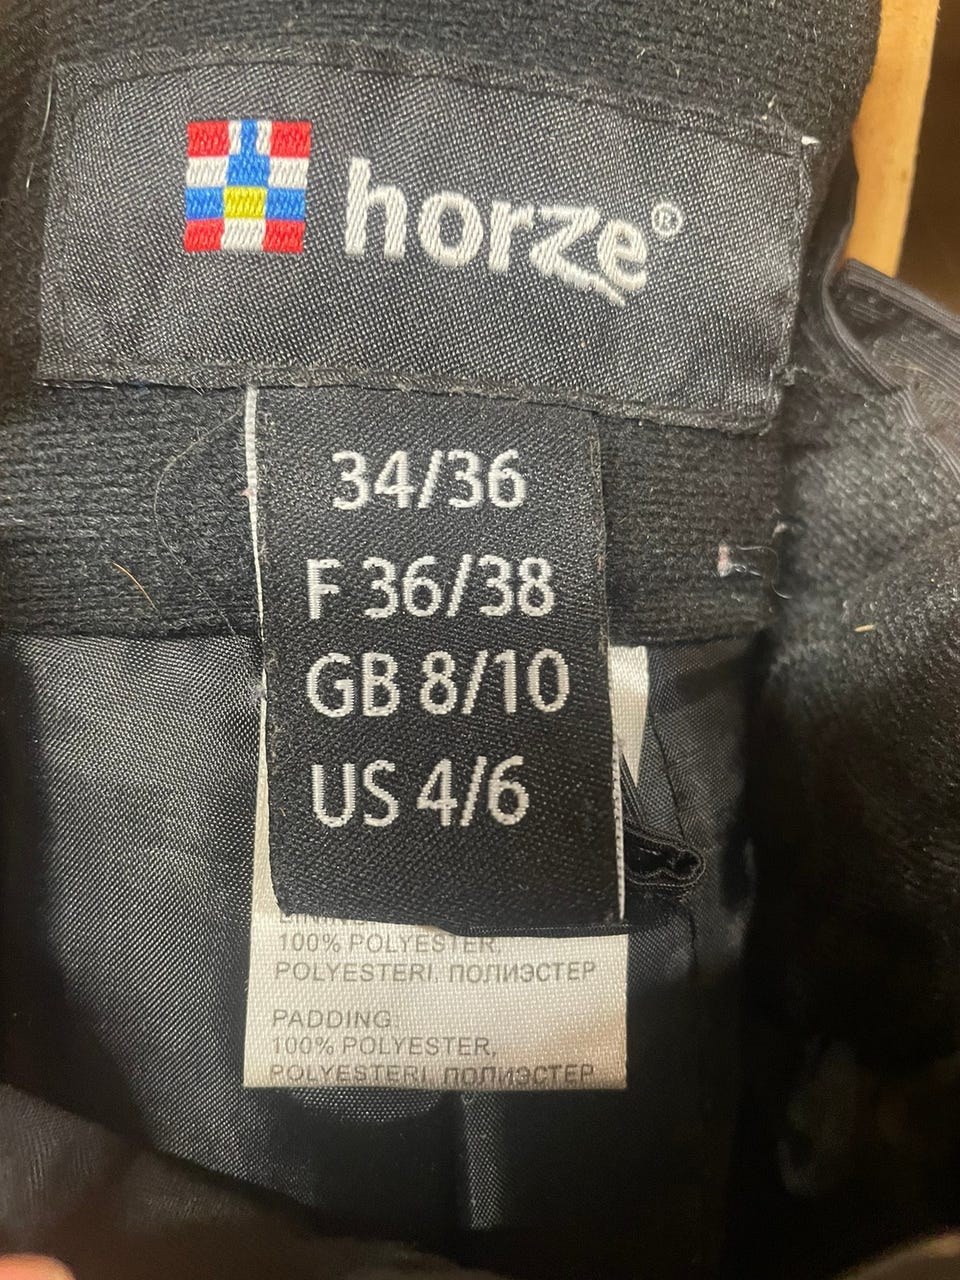 horze®
34/36
F 36/38
GB 8/10
US 4/6
100% POLYESTER,
POLYESTERI, ПОЛИЭСТЕР
PADDING:
100% POLYESTER,
POLYESTERI, ПОЛИЭСТЕР